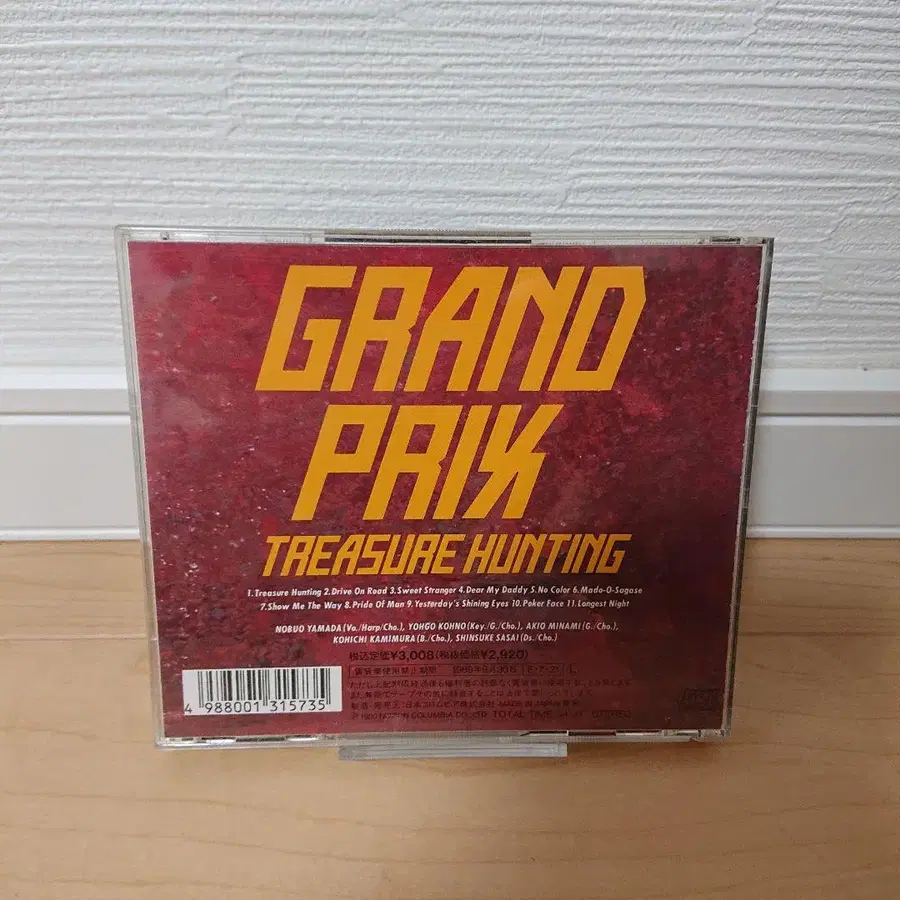 GRAND
PRIX
TREASURE HUNTING
1.Treasure Hunting 2.Drive On Road 3.Sweet Stranger 4.Dear My Daddy 5.No Color 6.Mado-O-Sagase
7.Show Me The Way 8.Pride Of Man 9.Yesterday's Shining Eyes 10.Poker Face 11.Longest Night
NOBUO YAMADA(Vo./Harp/Cho.), YOHGO KOHNO(Key./G./Cho.), AKIO MINAMI(G./Cho.),
KOHICHI KAMIMURA(B./Cho.), SHINSUKE SASAI(Ds./Cho.)
税込定価¥3,008(税抜価格¥2,920)
4 988001 315735